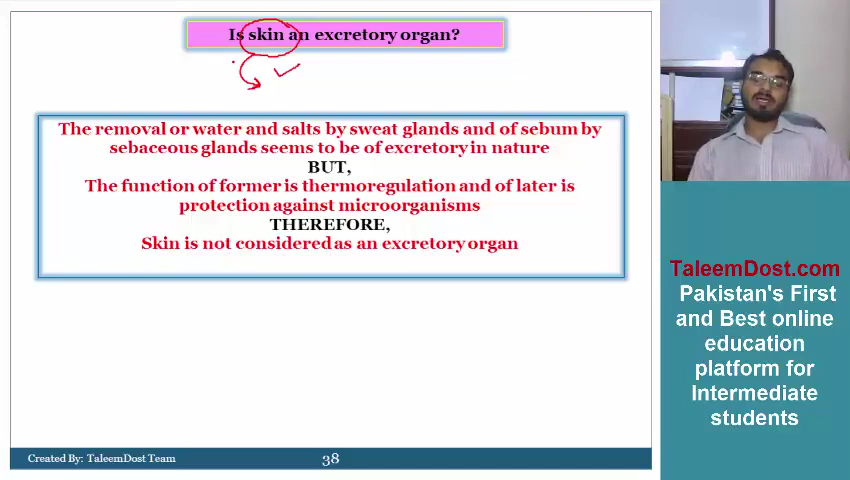 Is skin an excretory organ?
The removal or water and salts by sweat glands and of sebum by
sebaceous glands seems to be of excretory in nature
BUT,
The function of former is thermoregulation and of later is
protection against microorganisms
THEREFORE,
Skin is not considered as an excretory organ
TaleemDost.com
Pakistan's First
and Best online
education
platform for
Intermediate
students
Created By: TaleemDost Team
38